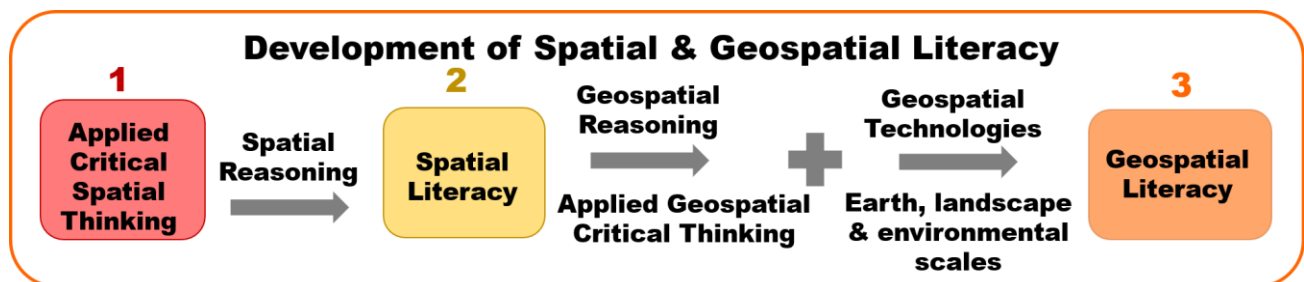 Development of Spatial & Geospatial Literacy
1
Applied
Critical
Spatial
Thinking
Spatial
Reasoning
2
Spatial
Literacy
Geospatial
Reasoning
Applied Geospatial
Critical Thinking
Geospatial
Technologies
Earth, landscape
& environmental
scales
3
Geospatial
Literacy